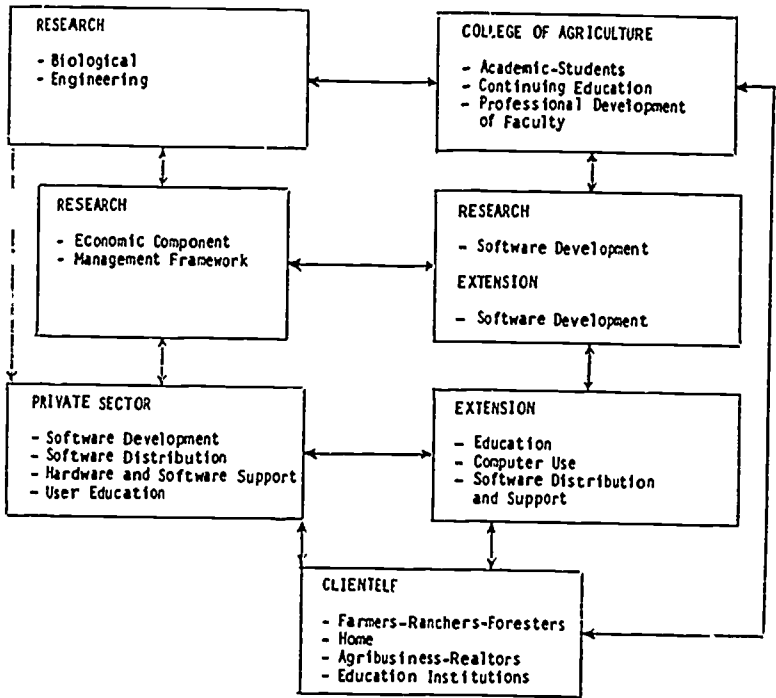 RESEARCH
- Biological
- Engineering
COLLEGE OF AGRICULTURE
- Academic-Students
- Continuing Education
- Professional Development
of Faculty
RESEARCH
- Economic Component
- Management Framework
RESEARCH
- Software Development
EXTENSION
- Software Development
PRIVATE SECTOR
- Software Development
- Software Distribution
- Hardware and Software Support
- User Education
EXTENSION
- Education
- Computer Use
- Software Distribution
and Support
CLIENTELE
- Farmers-Ranchers-Foresters
- Home
- Agribusiness-Realtors
- Education Institutions